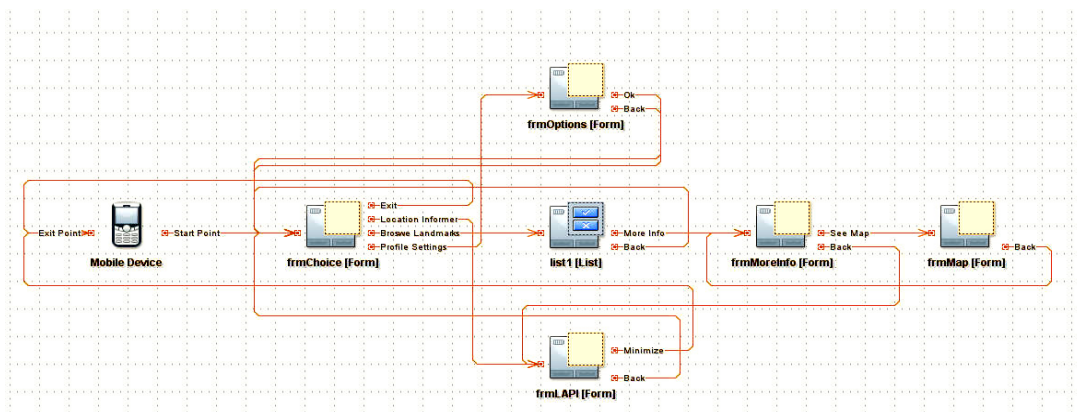 Ok
Back
frmOptions [Form]
Exit
Location Informer
Exit Point
Start Point
Broswe Landmarks
More Info
See Map
Profile Settings
Back
Back
Back
Mobile Device
frmChoice [Form]
list1 [List]
frmMoreInfo [Form]
frmMap [Form]
Minimize
Back
frmLAPI [Form]